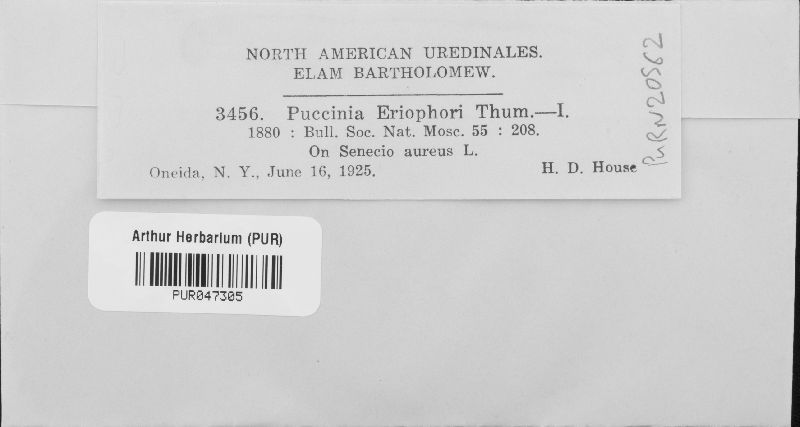 NORTH AMERICAN UREDINALES.
ELAM BARTHOLOMEW.
3456. Puccinia Eriophori Thum.—I.
1880 : Bull. Soc. Nat. Mosc. 55 : 208.
On Senecio aureus L.
Oneida, N. Y., June 16, 1925. H. D. House
PURN20562
Arthur Herbarium (PUR)
PUR047305